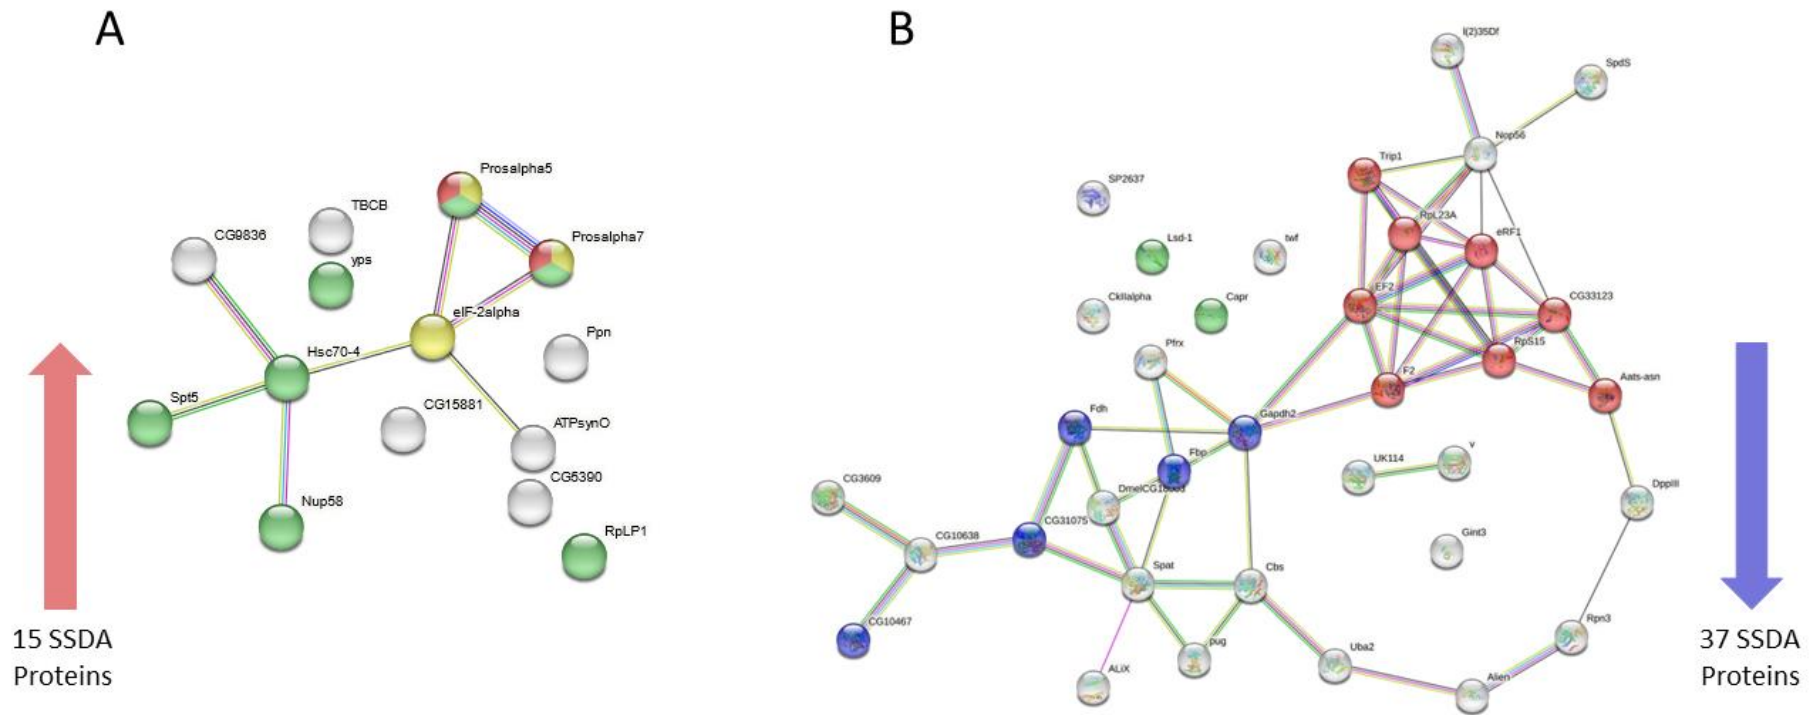 A
Prosalpha5
TBCB
CG9836
Prosalpha7
yps
eIF-2alpha
Ppn
Hsc70-4
Spt5
CG15881
ATPsynO
CG5390
Nup58
RpLP1
15 SSDA
Proteins
B
l(2)35Df
SpdS
Nop56
Trip1
SP2637
RpL23A
eRF1
Lsd-1
twf
EF2
CG33123
CkIIalpha
Capr
RpS15
Pfrx
F2
Aats-asn
Fdh
Gapdh2
Fbp
UK114
v
CG3609
DppIII
CG31075
Gint3
CG10638
Spat
Cbs
CG10467
Rpn3
pug
Uba2
ALiX
Alien
37 SSDA
Proteins